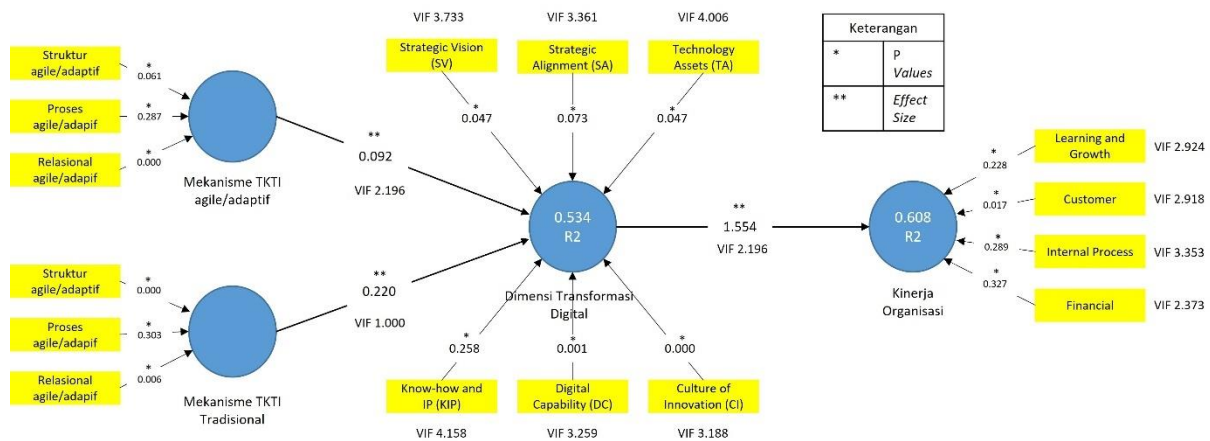 VIF 3.733
VIF 3.361
VIF 4.006
Strategic Vision
(SV)
Strategic
Alignment (SA)
Technology
Assets (TA)
*
0.047
*
0.073
*
0.047
Keterangan
*
P
Values
**
Effect
Size
Struktur
agile/adaptif
*
0.061
Proses
agile/adapif
*
0.287
Relasional
agile/adapif
*
0.000
Mekanisme TKTI
agile/adaptif
**
0.092
VIF 2.196
Struktur
agile/adaptif
*
0.000
Proses
agile/adapif
*
0.303
Relasional
agile/adapif
*
0.006
Mekanisme TKTI
Tradisional
**
0.220
VIF 1.000
0.534
R2
Dimensi Transformasi
Digital
**
1.554
VIF 2.196
0.608
R2
Kinerja
Organisasi
*
0.228
Learning and
Growth
VIF 2.924
*
0.017
Customer
VIF 2.918
*
0.289
Internal Process
VIF 3.353
*
0.327
Financial
VIF 2.373
*
0.258
*
0.001
*
0.000
Know-how and
IP (KIP)
Digital
Capability (DC)
Culture of
Innovation (CI)
VIF 4.158
VIF 3.259
VIF 3.188